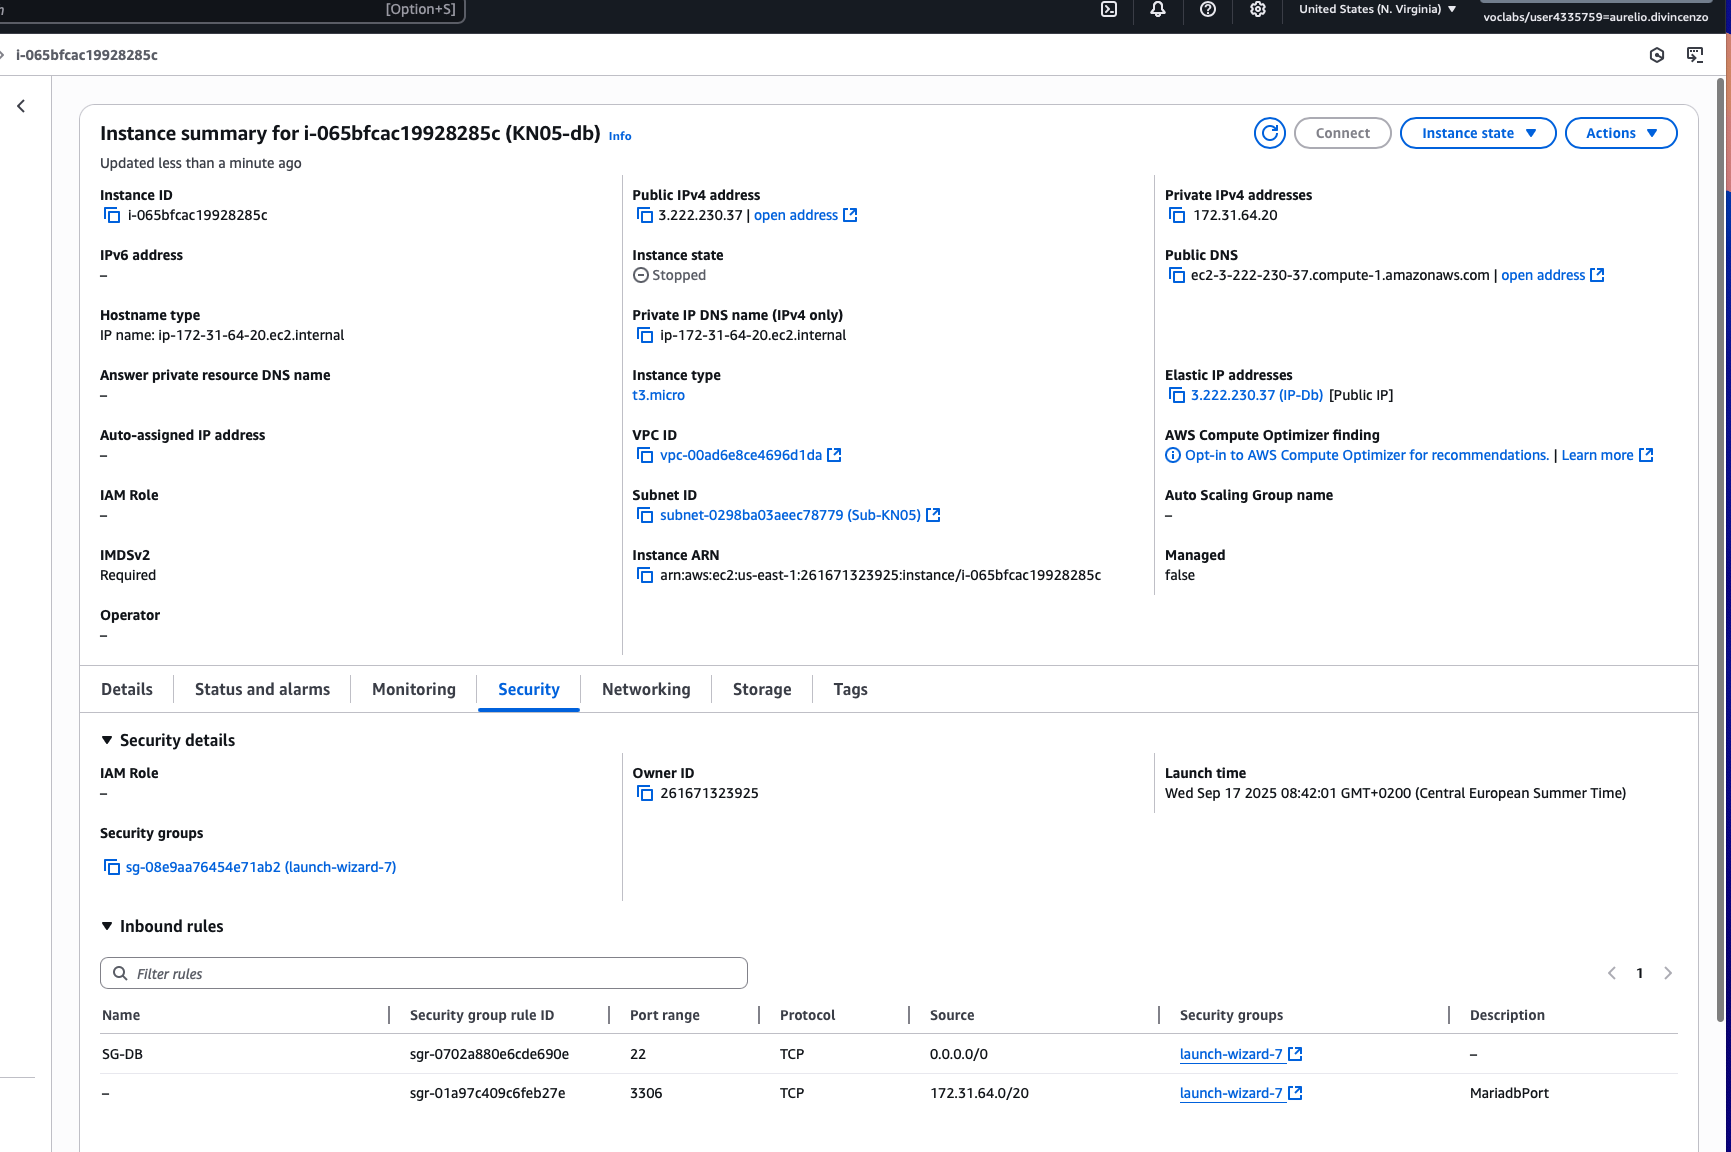 [Option+S]
United States (N. Virginia)
voclabs/user4335759=aurelio.divincenzo
i-065bfcac19928285c
Instance summary for i-065bfcac19928285c (KN05-db) Info
Connect
Instance state
Actions
Updated less than a minute ago
Instance ID
i-065bfcac19928285c
Public IPv4 address
3.222.230.37 | open address
Private IPv4 addresses
172.31.64.20
IPv6 address
–
Instance state
Stopped
Public DNS
ec2-3-222-230-37.compute-1.amazonaws.com | open address
Hostname type
IP name: ip-172-31-64-20.ec2.internal
Private IP DNS name (IPv4 only)
ip-172-31-64-20.ec2.internal
Answer private resource DNS name
–
Instance type
t3.micro
Elastic IP addresses
3.222.230.37 (IP-Db) [Public IP]
Auto-assigned IP address
–
VPC ID
vpc-00ad6e8ce4696d1da
AWS Compute Optimizer finding
Opt-in to AWS Compute Optimizer for recommendations. | Learn more
IAM Role
–
Subnet ID
subnet-0298ba03aeec78779 (Sub-KN05)
Auto Scaling Group name
–
IMDSv2
Required
Instance ARN
arn:aws:ec2:us-east-1:261671323925:instance/i-065bfcac19928285c
Managed
false
Operator
–
Details
Status and alarms
Monitoring
Security
Networking
Storage
Tags
Security details
IAM Role
–
Owner ID
261671323925
Launch time
Wed Sep 17 2025 08:42:01 GMT+0200 (Central European Summer Time)
Security groups
sg-08e9aa76454e71ab2 (launch-wizard-7)
Inbound rules
Filter rules
1
Name Security group rule ID Port range Protocol Source Security groups Description
SG-DB sgr-0702a880e6cde690e 22 TCP 0.0.0.0/0 launch-wizard-7 –
– sgr-01a97c409c6feb27e 3306 TCP 172.31.64.0/20 launch-wizard-7 MariadbPort